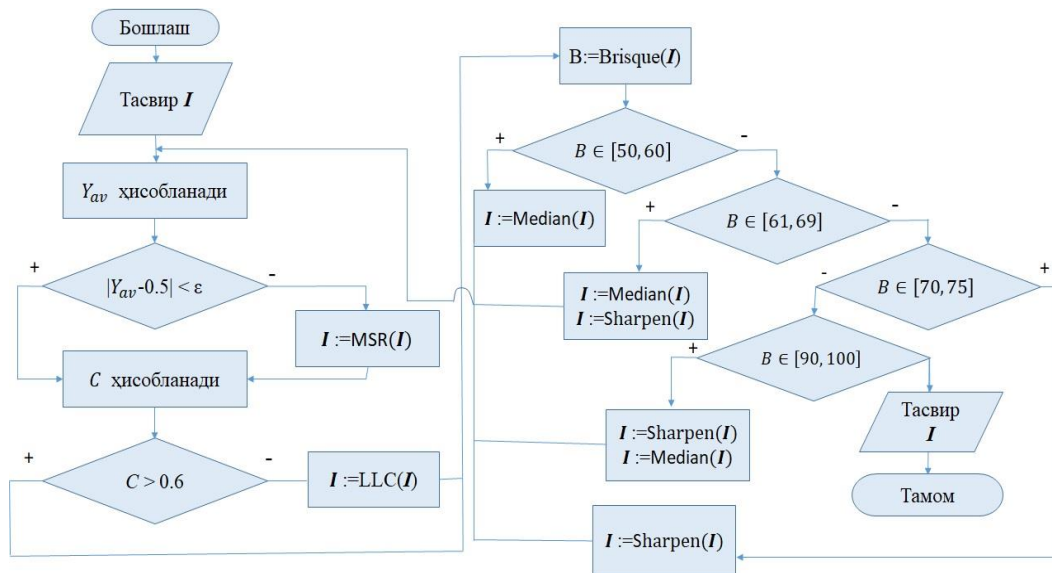 Бошлаш
Тасвир I
Y_av ҳисобланади
+
|Y_av-0.5| < ε
-
I :=MSR(I)
C ҳисобланади
+
C > 0.6
-
I :=LLC(I)
B:=Brisque(I)
+
B ∈ [50, 60]
-
I :=Median(I)
+
B ∈ [61, 69]
-
I :=Median(I)
I :=Sharpen(I)
-
B ∈ [70, 75]
+
+
B ∈ [90, 100]
-
I :=Sharpen(I)
I :=Median(I)
Тасвир
I
Тамом
I :=Sharpen(I)